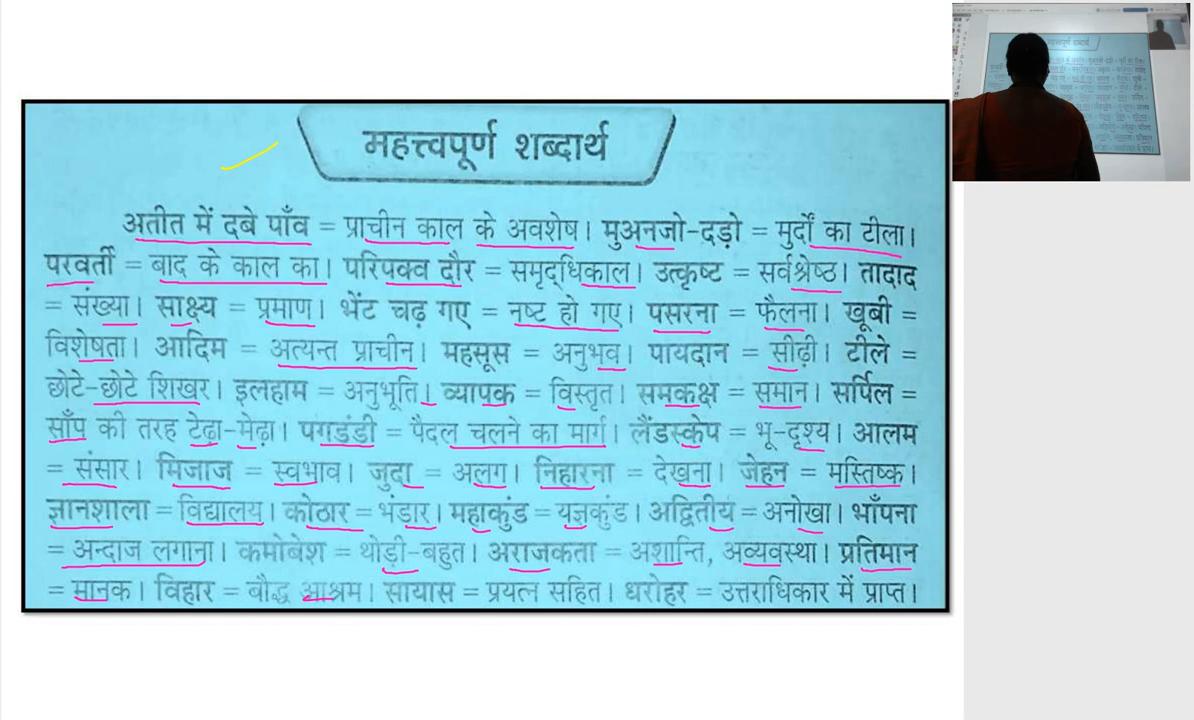 महत्त्वपूर्ण शब्दार्थ
अतीत में दबे पाँव = प्राचीन काल के अवशेष। मुअनजो-दड़ो = मुर्दों का टीला।
परवर्ती = बाद के काल का। परिपक्व दौर = समृद्धिकाल। उत्कृष्ट = सर्वश्रेष्ठ। तादाद
= संख्या। साक्ष्य = प्रमाण। भेंट चढ़ गए = नष्ट हो गए। पसरना = फैलना। खूबी =
विशेषता। आदिम = अत्यन्त प्राचीन। महसूस = अनुभव। पायदान = सीढ़ी। टीले =
छोटे-छोटे शिखर। इलहाम = अनुभूति। व्यापक = विस्तृत। समकक्ष = समान। सर्पिल =
साँप की तरह टेढ़ा-मेढ़ा। पगडंडी = पैदल चलने का मार्ग। लैंडस्केप = भू-दृश्य। आलम
= संसार। मिजाज = स्वभाव। जुदा = अलग। निहारना = देखना। जेहन = मस्तिष्क।
ज्ञानशाला = विद्यालय। कोठार = भंडार। महाकुंड = यज्ञकुंड। अद्वितीय = अनोखा। भाँपना
= अन्दाज लगाना। कमोबेश = थोड़ी-बहुत। अराजकता = अशान्ति, अव्यवस्था। प्रतिमान
= मानक। विहार = बौद्ध आश्रम। सायास = प्रयत्न सहित। धरोहर = उत्तराधिकार में प्राप्त।